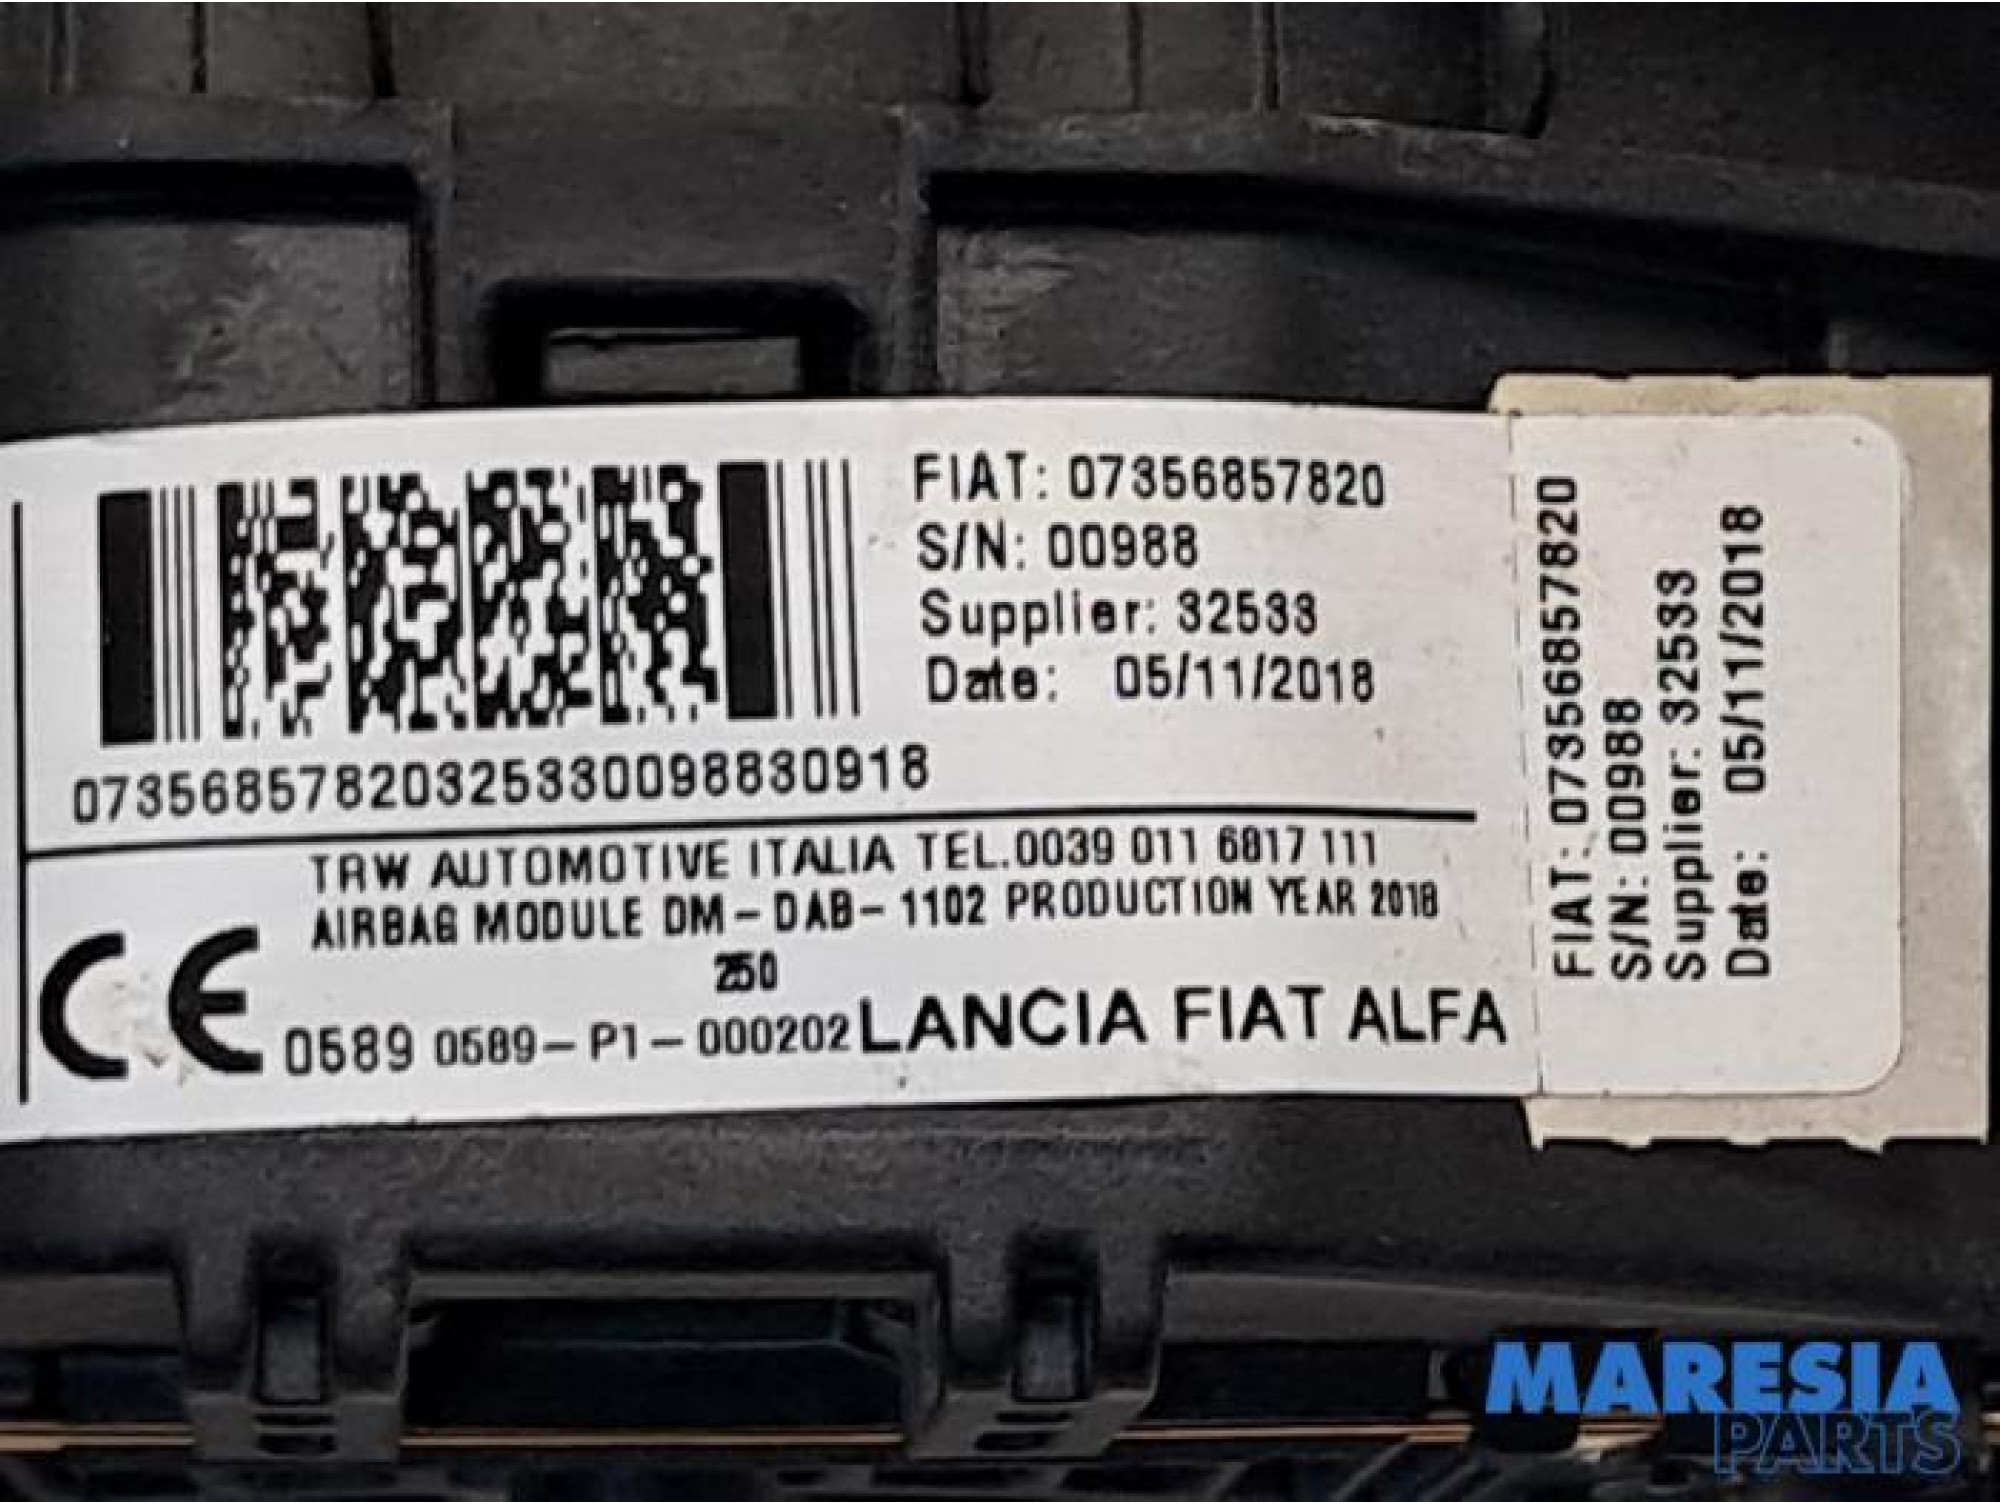 FIAT: 07356857820
S/N: 00988
Supplier: 32533
Date: 05/11/2018
07356857820325330098830918
TRW AUTOMOTIVE ITALIA TEL.0039 011 6817 111
AIRBAG MODULE DM-DAB-1102 PRODUCTION YEAR 2018
250
CE 0589 0589-P1-000202 LANCIA FIAT ALFA
FIAT: 07356857820
S/N: 00988
Supplier: 32533
Date: 05/11/2018
MARESIA
PARTS